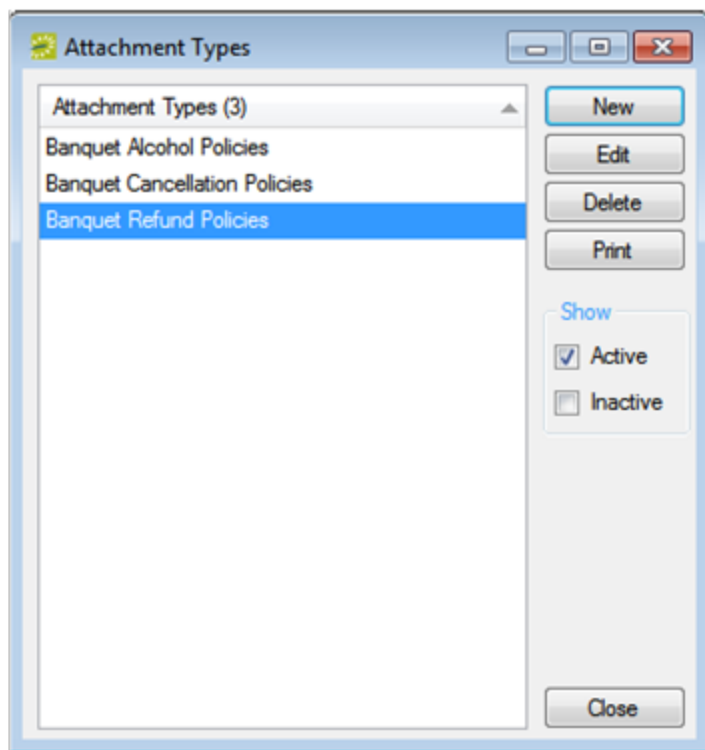 Attachment Types
Attachment Types (3)
Banquet Alcohol Policies
Banquet Cancellation Policies
Banquet Refund Policies
New
Edit
Delete
Print
Show
Active
Inactive
Close